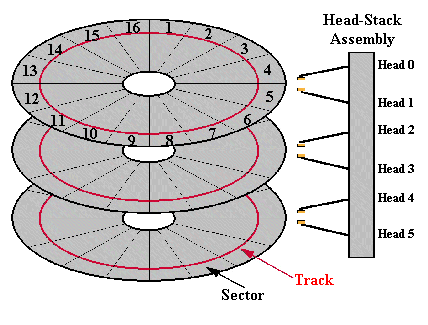 Head-Stack
Assembly
16 1
15 2
14 3
13 4
12 5
11 6
10 9 8 7
Head 0
Head 1
Head 2
Head 3
Head 4
Head 5
Track
Sector